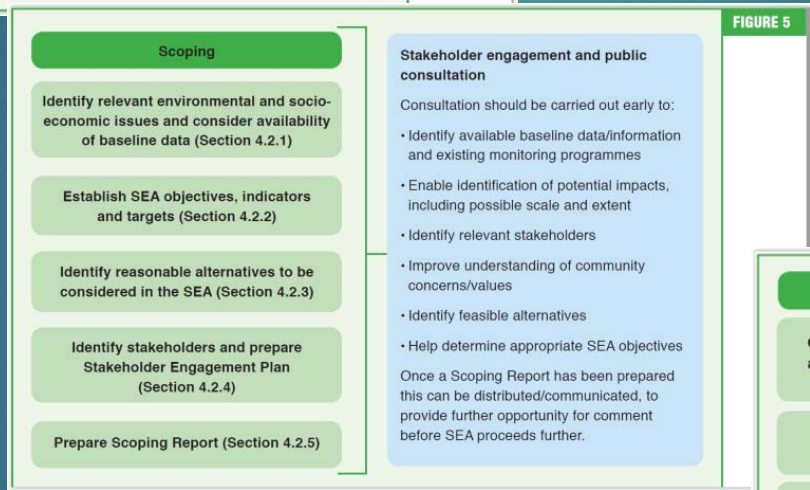 FIGURE 5
Scoping
Identify relevant environmental and socio-
economic issues and consider availability
of baseline data (Section 4.2.1)
Establish SEA objectives, indicators
and targets (Section 4.2.2)
Identify reasonable alternatives to be
considered in the SEA (Section 4.2.3)
Identify stakeholders and prepare
Stakeholder Engagement Plan
(Section 4.2.4)
Prepare Scoping Report (Section 4.2.5)
Stakeholder engagement and public
consultation
Consultation should be carried out early to:
• Identify available baseline data/information
and existing monitoring programmes
• Enable identification of potential impacts,
including possible scale and extent
• Identify relevant stakeholders
• Improve understanding of community
concerns/values
• Identify feasible alternatives
• Help determine appropriate SEA objectives
Once a Scoping Report has been prepared
this can be distributed/communicated, to
provide further opportunity for comment
before SEA proceeds further.